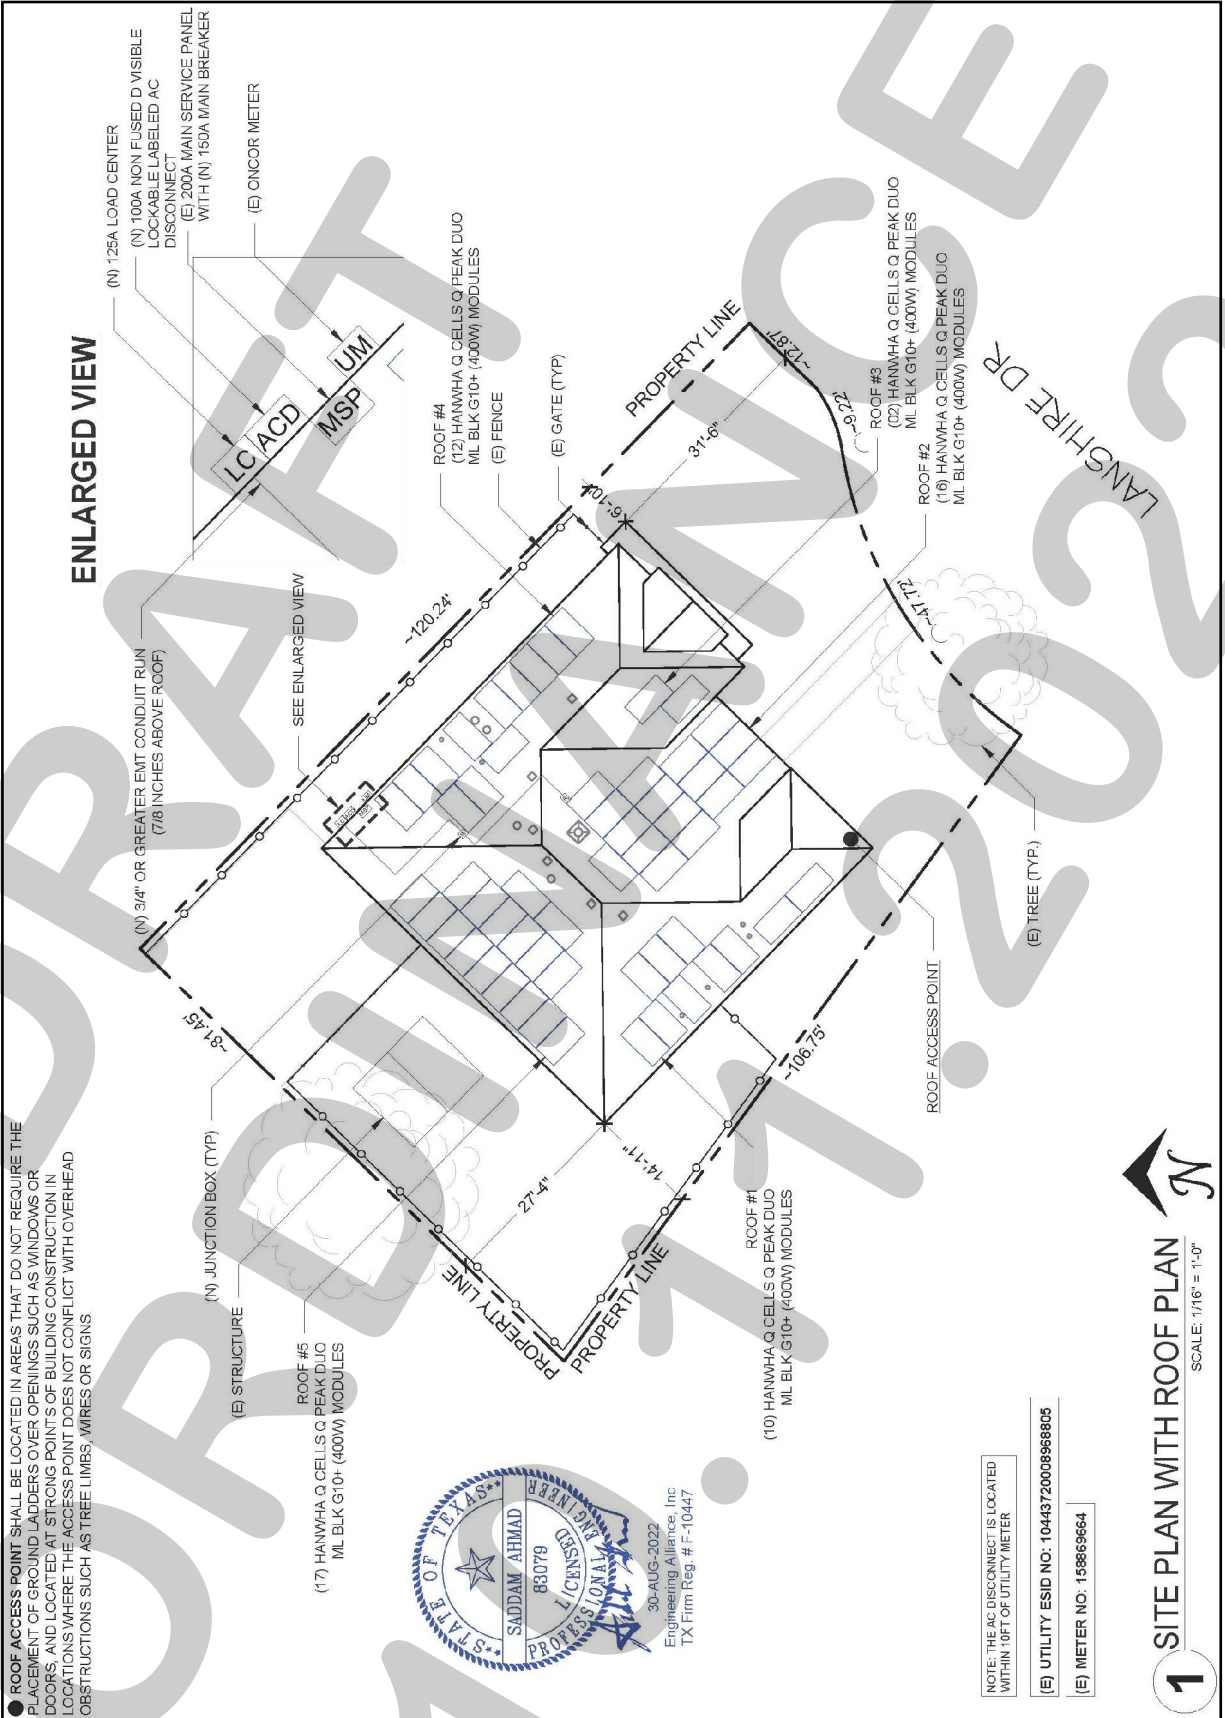 ● ROOF ACCESS POINT SHALL BE LOCATED IN AREAS THAT DO NOT REQUIRE THE
PLACEMENT OF GROUND LADDERS OVER OPENINGS SUCH AS WINDOWS OR
DOORS, AND LOCATED AT STRONG POINTS OF BUILDING CONSTRUCTION IN
LOCATIONS WHERE THE ACCESS POINT DOES NOT CONFLICT WITH OVERHEAD
OBSTRUCTIONS SUCH AS TREE LIMBS, WIRES OR SIGNS
ENLARGED VIEW
(N) 125A LOAD CENTER
(N) 100A NON FUSED D VISIBLE
LOCKABLE LABELED AC
DISCONNECT
(E) 200A MAIN SERVICE PANEL
WITH (N) 150A MAIN BREAKER
(E) ONCOR METER
LC
ACD
MSP
UM
(N) 3/4" OR GREATER EMT CONDUIT RUN
(7/8 INCHES ABOVE ROOF)
SEE ENLARGED VIEW
(N) JUNCTION BOX (TYP)
(E) STRUCTURE
ROOF #5
(17) HANWHA Q CELLS Q PEAK DUO
ML BLK G10+ (400W) MODULES
ROOF #4
(12) HANWHA Q CELLS Q PEAK DUO
ML BLK G10+ (400W) MODULES
(E) FENCE
(E) GATE (TYP)
PROPERTY LINE
~120.24'
~81.45'
6'-10"
31'-6"
~12.87'
~9.22'
~47.72'
27'-4"
14'-11"
~106.75'
PROPERTY LINE
PROPERTY LINE
ROOF #3
(02) HANWHA Q CELLS Q PEAK DUO
ML BLK G10+ (400W) MODULES
ROOF #2
(16) HANWHA Q CELLS Q PEAK DUO
ML BLK G10+ (400W) MODULES
LANSHIRE DR
ROOF #1
(10) HANWHA Q CELLS Q PEAK DUO
ML BLK G10+ (400W) MODULES
ROOF ACCESS POINT
(E) TREE (TYP.)
STATE OF TEXAS
SADDAM AHMAD
83079
LICENSED
PROFESSIONAL ENGINEER
30-AUG-2022
Engineering Alliance, Inc
TX Firm Reg. # F-10447
NOTE: THE AC DISCONNECT IS LOCATED
WITHIN 10FT OF UTILITY METER
(E) UTILITY ESID NO: 10443720008968805
(E) METER NO: 158869664
1
SITE PLAN WITH ROOF PLAN
SCALE: 1/16" = 1'-0"
N
DRAFT
ORDINANCE